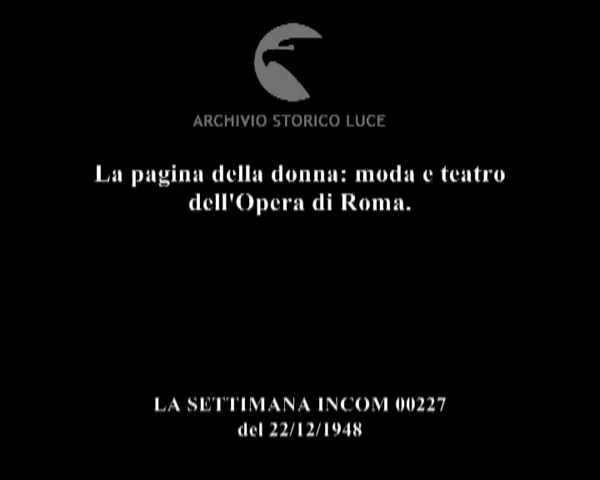 ARCHIVIO STORICO LUCE
La pagina della donna: moda e teatro
dell'Opera di Roma.
LA SETTIMANA INCOM 00227
del 22/12/1948